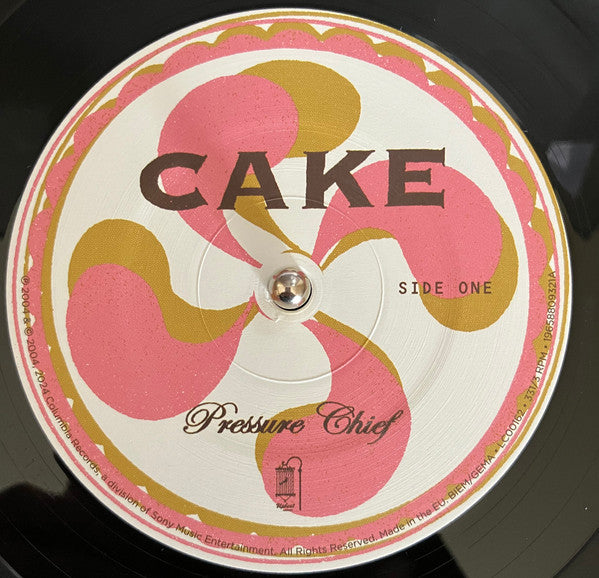 CAKE
SIDE ONE
Pressure Chief
℗ 2004 & © 2004, 2024 Columbia Records, a division of Sony Music Entertainment. All Rights Reserved. Made in the EU. BIEM/GEMA • LC00162 • 33 1/3 RPM • 19658809321A